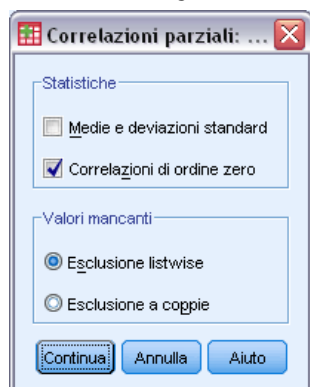 Correlazioni parziali: ...
Statistiche
Medie e deviazioni standard
Correlazioni di ordine zero
Valori mancanti
Esclusione listwise
Esclusione a coppie
Continua Annulla Aiuto